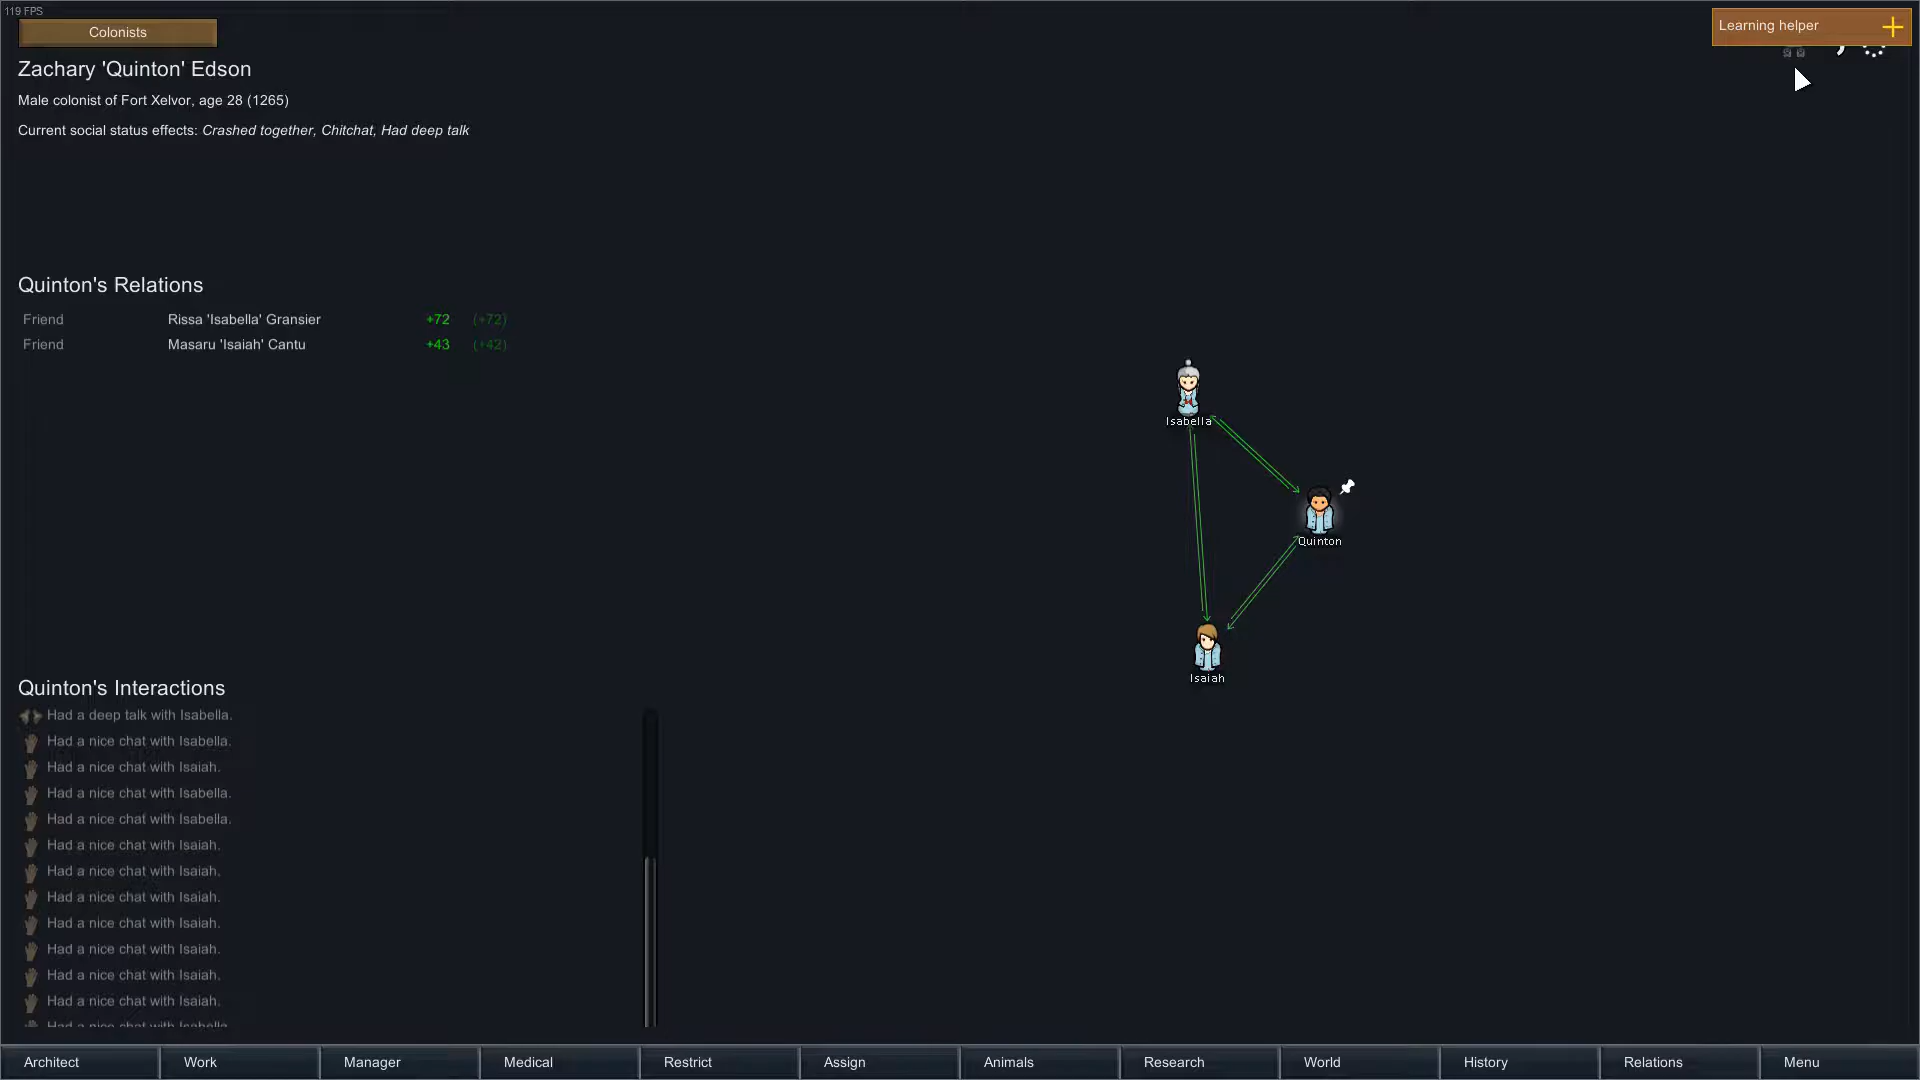 119 FPS
Colonists
Learning helper
Zachary 'Quinton' Edson
Male colonist of Fort Xelvor, age 28 (1265)
Current social status effects: Crashed together, Chitchat, Had deep talk
Quinton's Relations
Friend Rissa 'Isabella' Gransier +72 (+72)
Friend Masaru 'Isaiah' Cantu +43 (+42)
Isabella
Quinton
Isaiah
Quinton's Interactions
Had a deep talk with Isabella.
Had a nice chat with Isabella.
Had a nice chat with Isaiah.
Had a nice chat with Isabella.
Had a nice chat with Isabella.
Had a nice chat with Isaiah.
Had a nice chat with Isaiah.
Had a nice chat with Isaiah.
Had a nice chat with Isaiah.
Had a nice chat with Isaiah.
Had a nice chat with Isaiah.
Had a nice chat with Isaiah.
Had a nice chat with Isabella.
Architect Work Manager Medical Restrict Assign Animals Research World History Relations Menu